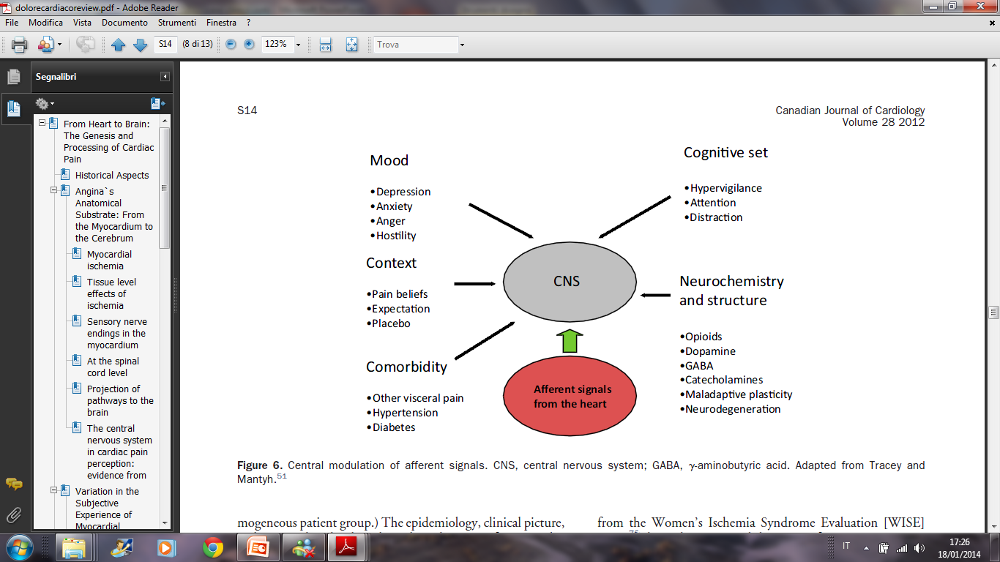 dolorecardiacoreview.pdf - Adobe Reader
File Modifica Vista Documento Strumenti Finestra ?
S14 (8 di 13) 123% Trova
Segnalibri
From Heart to Brain:
The Genesis and
Processing of Cardiac
Pain
Historical Aspects
Angina`s
Anatomical
Substrate: From
the Myocardium to
the Cerebrum
Myocardial
ischemia
Tissue level
effects of
ischemia
Sensory nerve
endings in the
myocardium
At the spinal
cord level
Projection of
pathways to the
brain
The central
nervous system
in cardiac pain
perception:
evidence from
Variation in the
Subjective
Experience of
Myocardial
S14
Canadian Journal of Cardiology
Volume 28 2012
Mood
•Depression
•Anxiety
•Anger
•Hostility
Context
•Pain beliefs
•Expectation
•Placebo
Comorbidity
•Other visceral pain
•Hypertension
•Diabetes
CNS
Afferent signals
from the heart
Cognitive set
•Hypervigilance
•Attention
•Distraction
Neurochemistry
and structure
•Opioids
•Dopamine
•GABA
•Catecholamines
•Maladaptive plasticity
•Neurodegeneration
Figure 6. Central modulation of afferent signals. CNS, central nervous system; GABA, γ-aminobutyric acid. Adapted from Tracey and
Mantyh.51
mogeneous patient group.) The epidemiology, clinical picture,
from the Women's Ischemia Syndrome Evaluation [WISE]
IT
17:26
18/01/2014